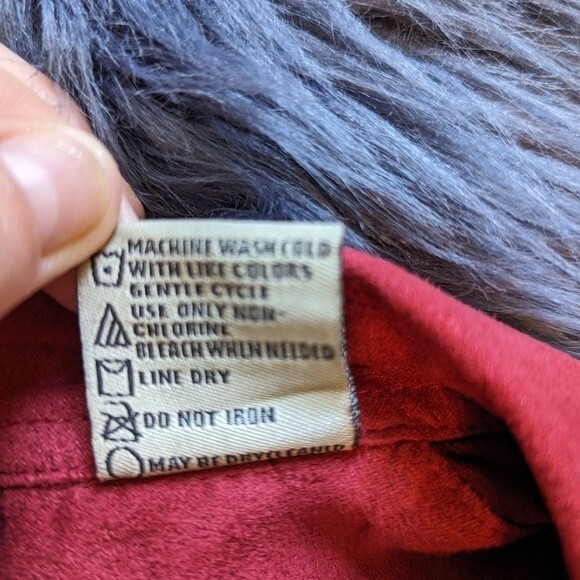 MACHINE WASH COLD
WITH LIKE COLORS
GENTLE CYCLE
USE ONLY NON-
CHLORINE
BLEACH WHEN NEEDED
LINE DRY
DO NOT IRON
MAY BE DRYCLEANED